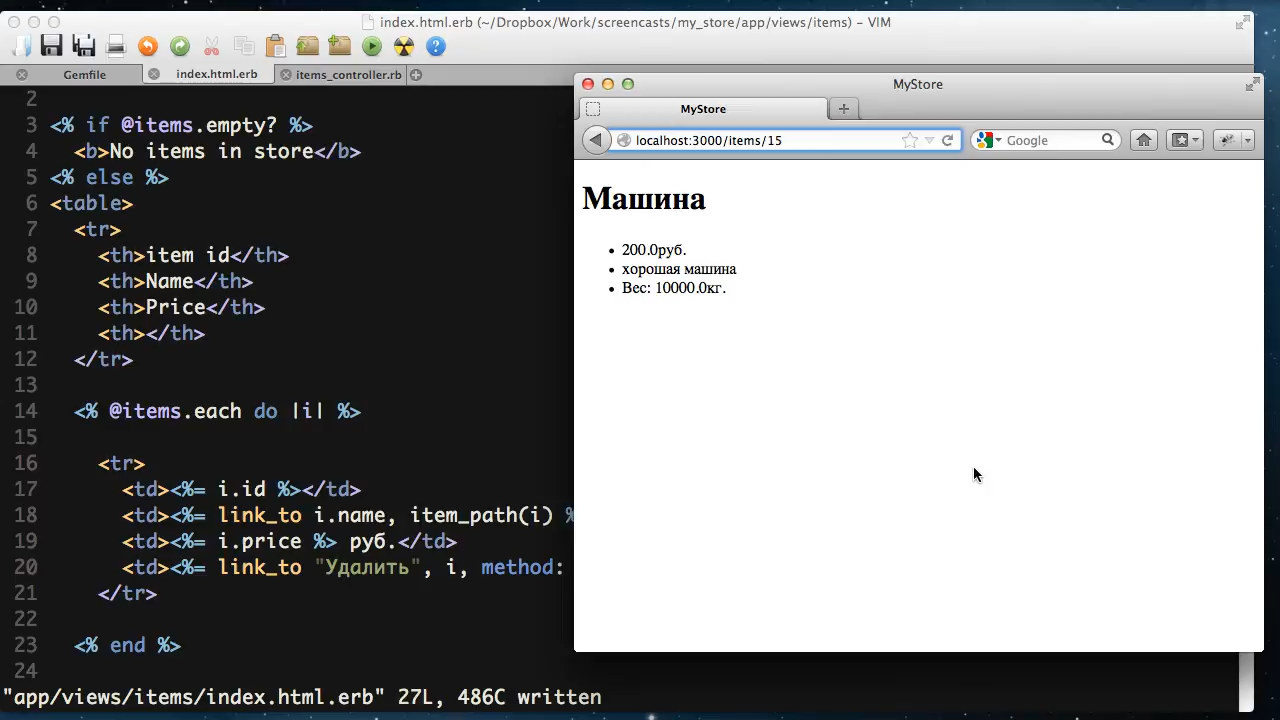 index.html.erb (~/Dropbox/Work/screencasts/my_store/app/views/items) – VIM
Gemfile
index.html.erb
items_controller.rb
2
3 <% if @items.empty? %>
4 <b>No items in store</b>
5 <% else %>
6 <table>
7 <tr>
8 <th>item id</th>
9 <th>Name</th>
10 <th>Price</th>
11 <th></th>
12 </tr>
13
14 <% @items.each do |i| %>
15
16 <tr>
17 <td><%= i.id %></td>
18 <td><%= link_to i.name, item_path(i) %
19 <td><%= i.price %> руб.</td>
20 <td><%= link_to "Удалить", i, method:
21 </tr>
22
23 <% end %>
24
"app/views/items/index.html.erb" 27L, 486C written
MyStore
MyStore
localhost:3000/items/15
Google
Машина
• 200.0руб.
• хорошая машина
• Вес: 10000.0кг.